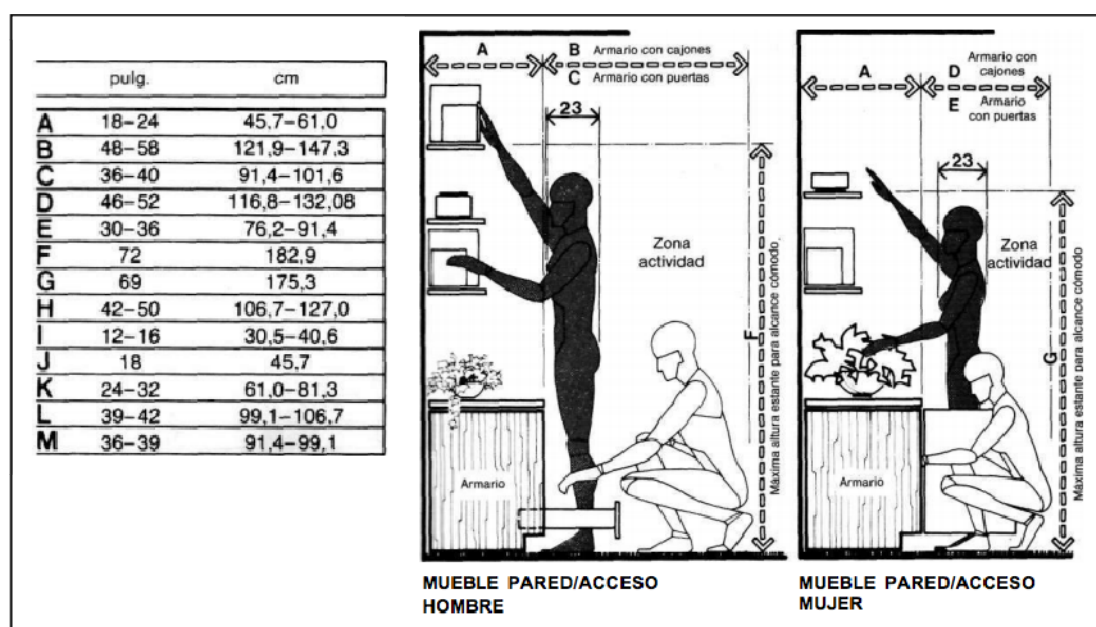 pulg. cm
A 18–24 45,7–61,0
B 48–58 121,9–147,3
C 36–40 91,4–101,6
D 46–52 116,8–132,08
E 30–36 76,2–91,4
F 72 182,9
G 69 175,3
H 42–50 106,7–127,0
I 12–16 30,5–40,6
J 18 45,7
K 24–32 61,0–81,3
L 39–42 99,1–106,7
M 36–39 91,4–99,1
A
B Armario con cajones
C Armario con puertas
23
Zona
actividad
F
Máxima altura estante para alcance cómodo
Armario
MUEBLE PARED/ACCESO
HOMBRE
A
D Armario con
cajones
E Armario
con puertas
23
Zona
actividad
G
Máxima altura estante para alcance cómodo
Armario
MUEBLE PARED/ACCESO
MUJER